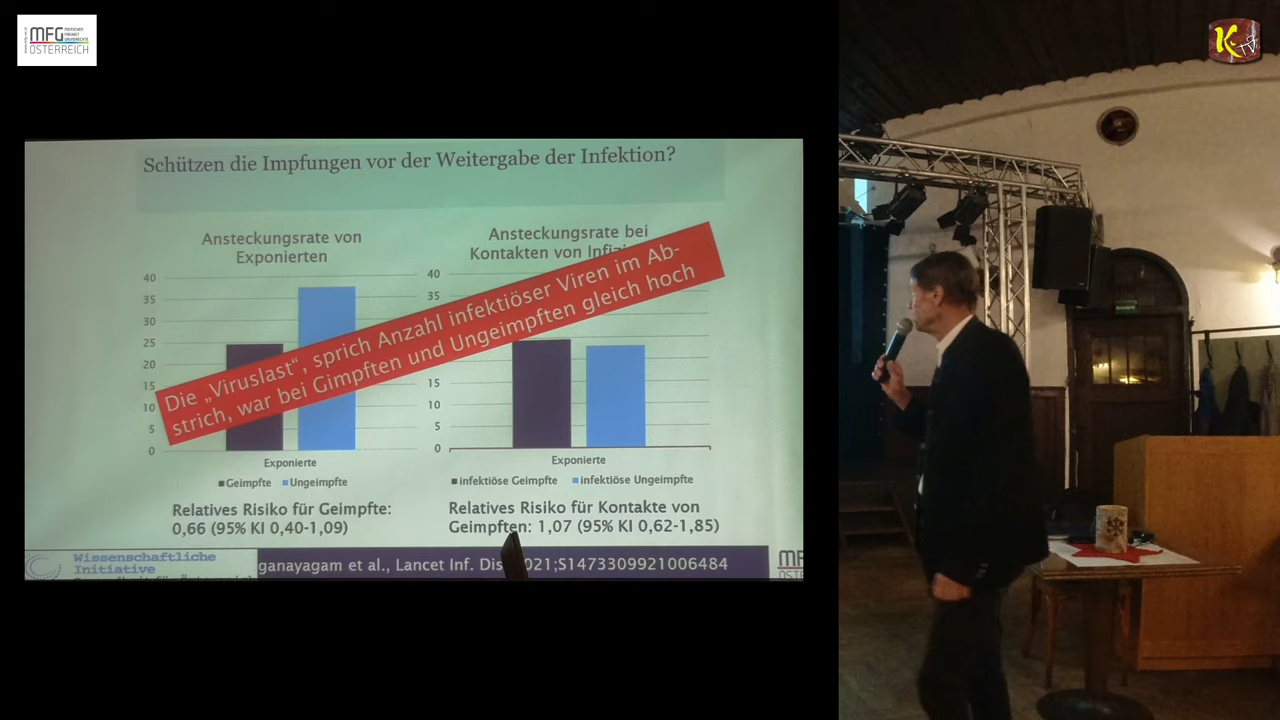 MFG
ÖSTERREICH
K
TV
Schützen die Impfungen vor der Weitergabe der Infektion?
Ansteckungsrate von
Exponierten
40
35
30
25
20
15
10
5
0
Exponierte
Geimpfte Ungeimpfte
Relatives Risiko für Geimpfte:
0,66 (95% KI 0,40-1,09)
Ansteckungsrate bei
Kontakten von
40
35
15
10
5
0
Exponierte
infektiöse Geimpfte infektiöse Ungeimpfte
Relatives Risiko für Kontakte von
Geimpften: 1,07 (95% KI 0,62-1,85)
Die „Viruslast“, sprich Anzahl infektiöser Viren im Ab-
strich, war bei Gimpften und Ungeimpften gleich hoch
Wissenschaftliche
Initiative
ganayagam et al., Lancet Inf. Dis 021;S1473309921006484
MF
ÖST